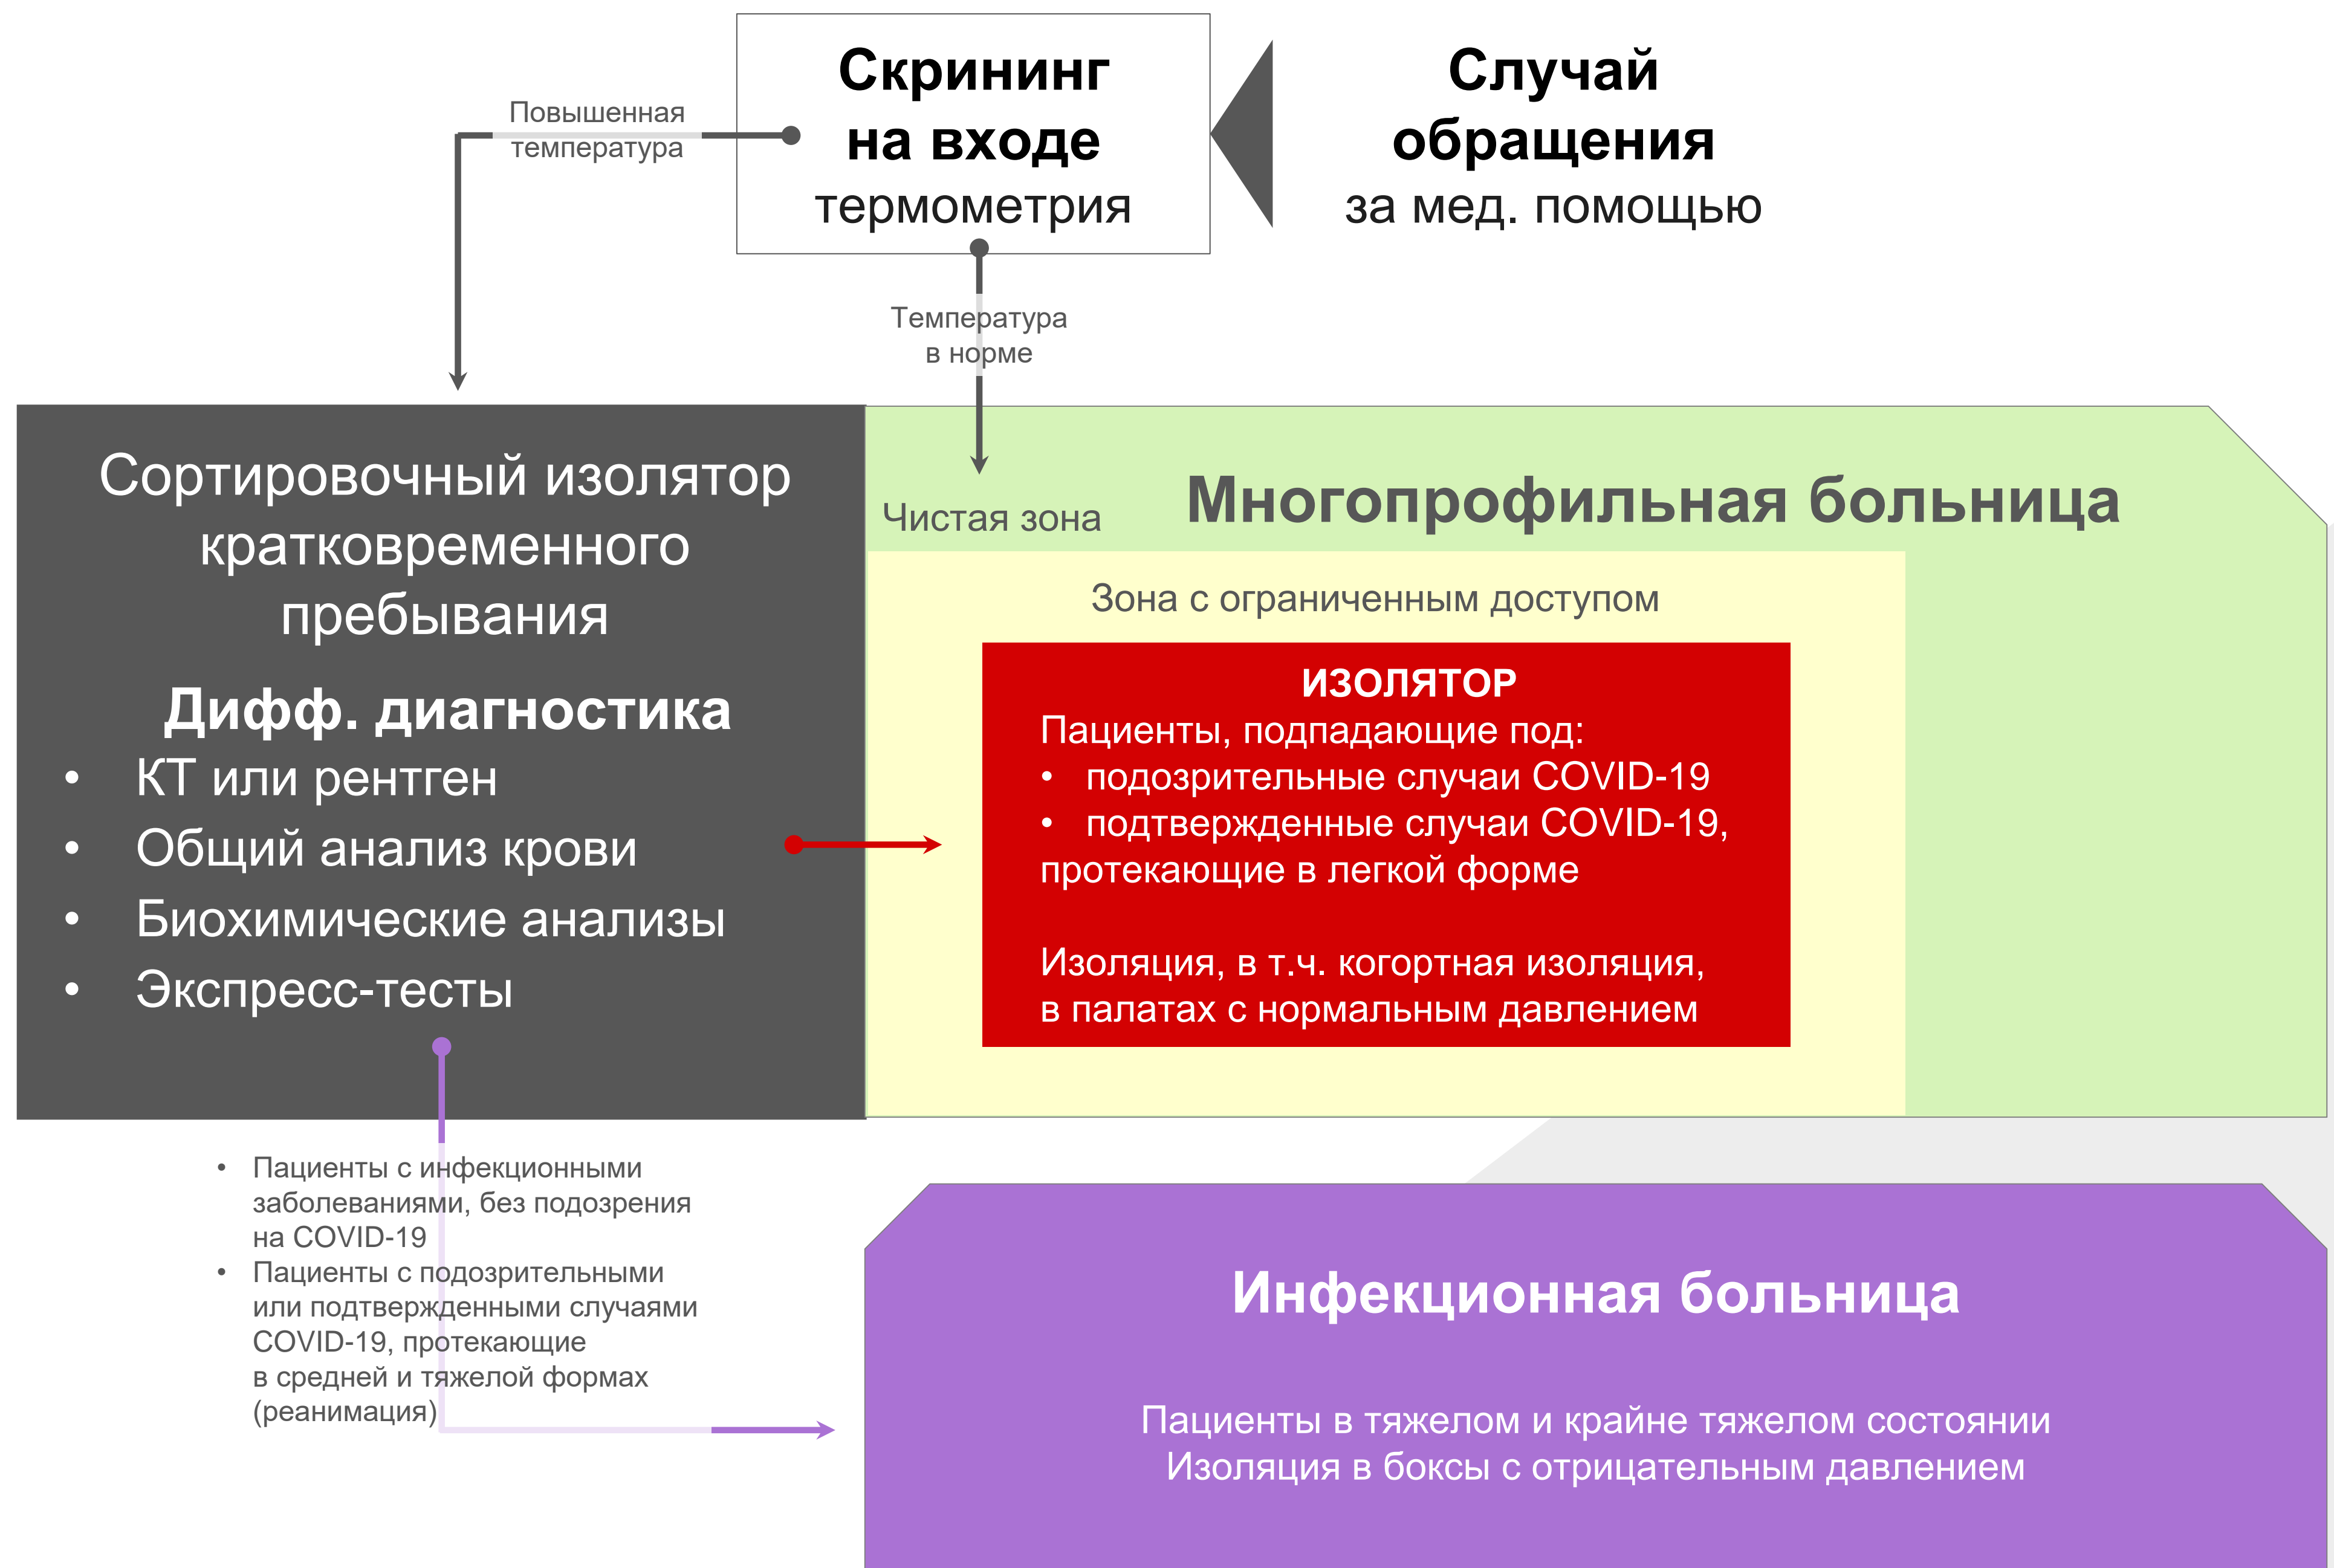 Скрининг
на входе
термометрия
Случай
обращения
за мед. помощью
Повышенная
температура
Температура
в норме
Сортировочный изолятор
кратковременного
пребывания
Дифф. диагностика
• КТ или рентген
• Общий анализ крови
• Биохимические анализы
• Экспресс-тесты
Чистая зона
Многопрофильная больница
Зона с ограниченным доступом
ИЗОЛЯТОР
Пациенты, подпадающие под:
• подозрительные случаи COVID-19
• подтвержденные случаи COVID-19,
протекающие в легкой форме
Изоляция, в т.ч. когортная изоляция,
в палатах с нормальным давлением
• Пациенты с инфекционными
заболеваниями, без подозрения
на COVID-19
• Пациенты с подозрительными
или подтвержденными случаями
COVID-19, протекающие
в средней и тяжелой формах
(реанимация)
Инфекционная больница
Пациенты в тяжелом и крайне тяжелом состоянии
Изоляция в боксы с отрицательным давлением